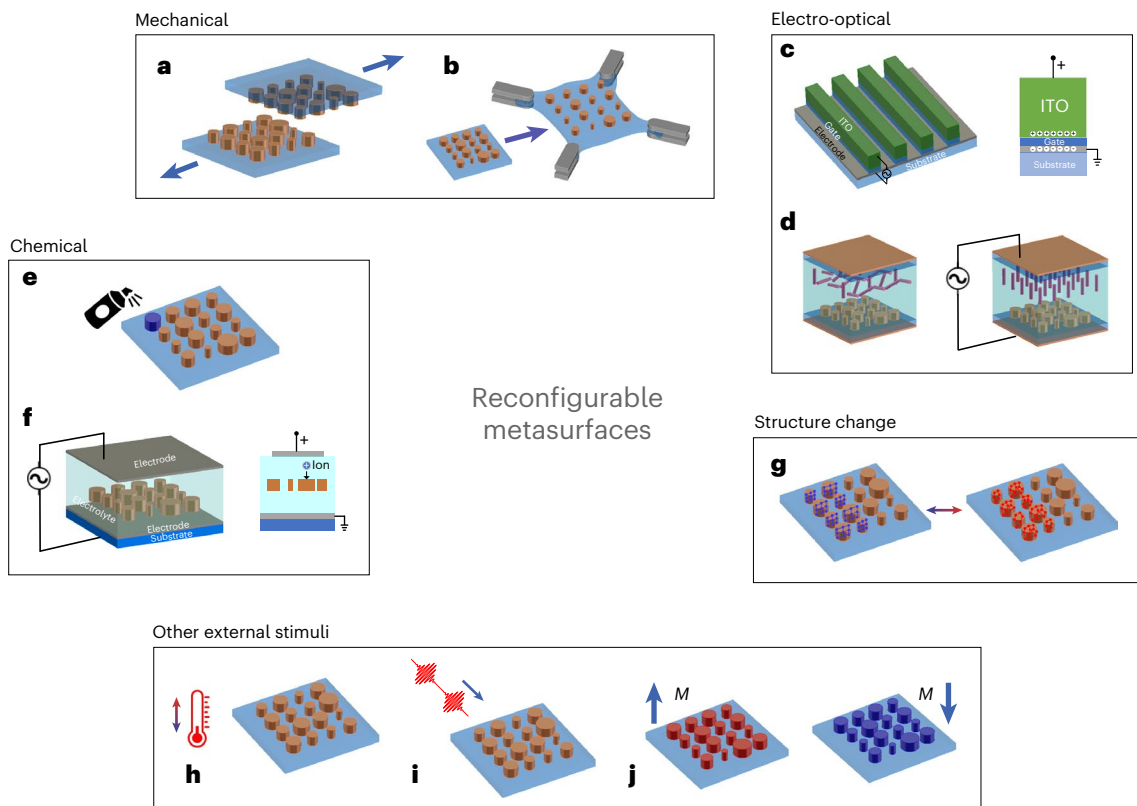 Mechanical
a
b
Electro-optical
c
ITO
Gate
Electrode
Substrate
+
ITO
+ + + + + +
Gate
Substrate
d
Chemical
e
f
Electrode
Electrolyte
Electrode
Substrate
+
+ Ion
Reconfigurable
metasurfaces
Structure change
g
Other external stimuli
h
i
M
j
M